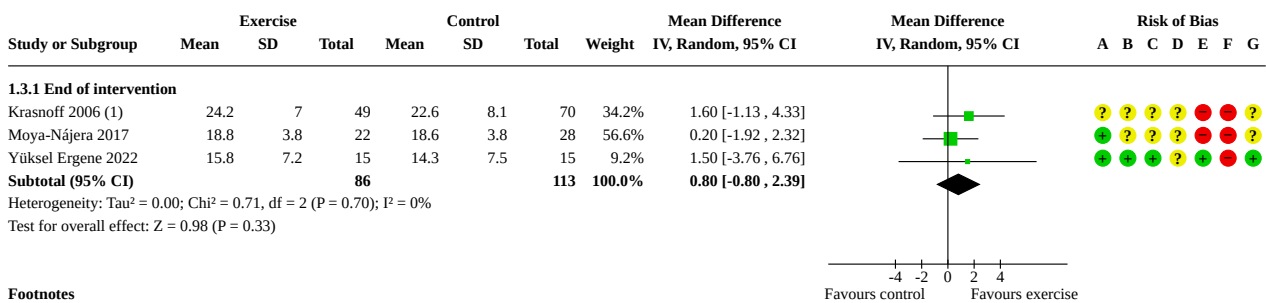 Exercise Control Mean Difference Mean Difference Risk of Bias
Study or Subgroup Mean SD Total Mean SD Total Weight IV, Random, 95% CI IV, Random, 95% CI A B C D E F G
1.3.1 End of intervention
Krasnoff 2006 (1) 24.2 7 49 22.6 8.1 70 34.2% 1.60 [-1.13 , 4.33] ? ? ? ? − − ?
Moya-Nájera 2017 18.8 3.8 22 18.6 3.8 28 56.6% 0.20 [-1.92 , 2.32] + ? ? ? − − ?
Yüksel Ergene 2022 15.8 7.2 15 14.3 7.5 15 9.2% 1.50 [-3.76 , 6.76] + + + ? + − +
Subtotal (95% CI) 86 113 100.0% 0.80 [-0.80 , 2.39]
Heterogeneity: Tau² = 0.00; Chi² = 0.71, df = 2 (P = 0.70); I² = 0%
Test for overall effect: Z = 0.98 (P = 0.33)
-4 -2 0 2 4
Favours control Favours exercise
Footnotes